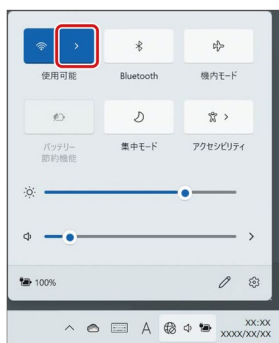 使用可能
Bluetooth
機内モード
バッテリー
節約機能
集中モード
アクセシビリティ
100%
A
XX:XX
XXXX/XX/XX